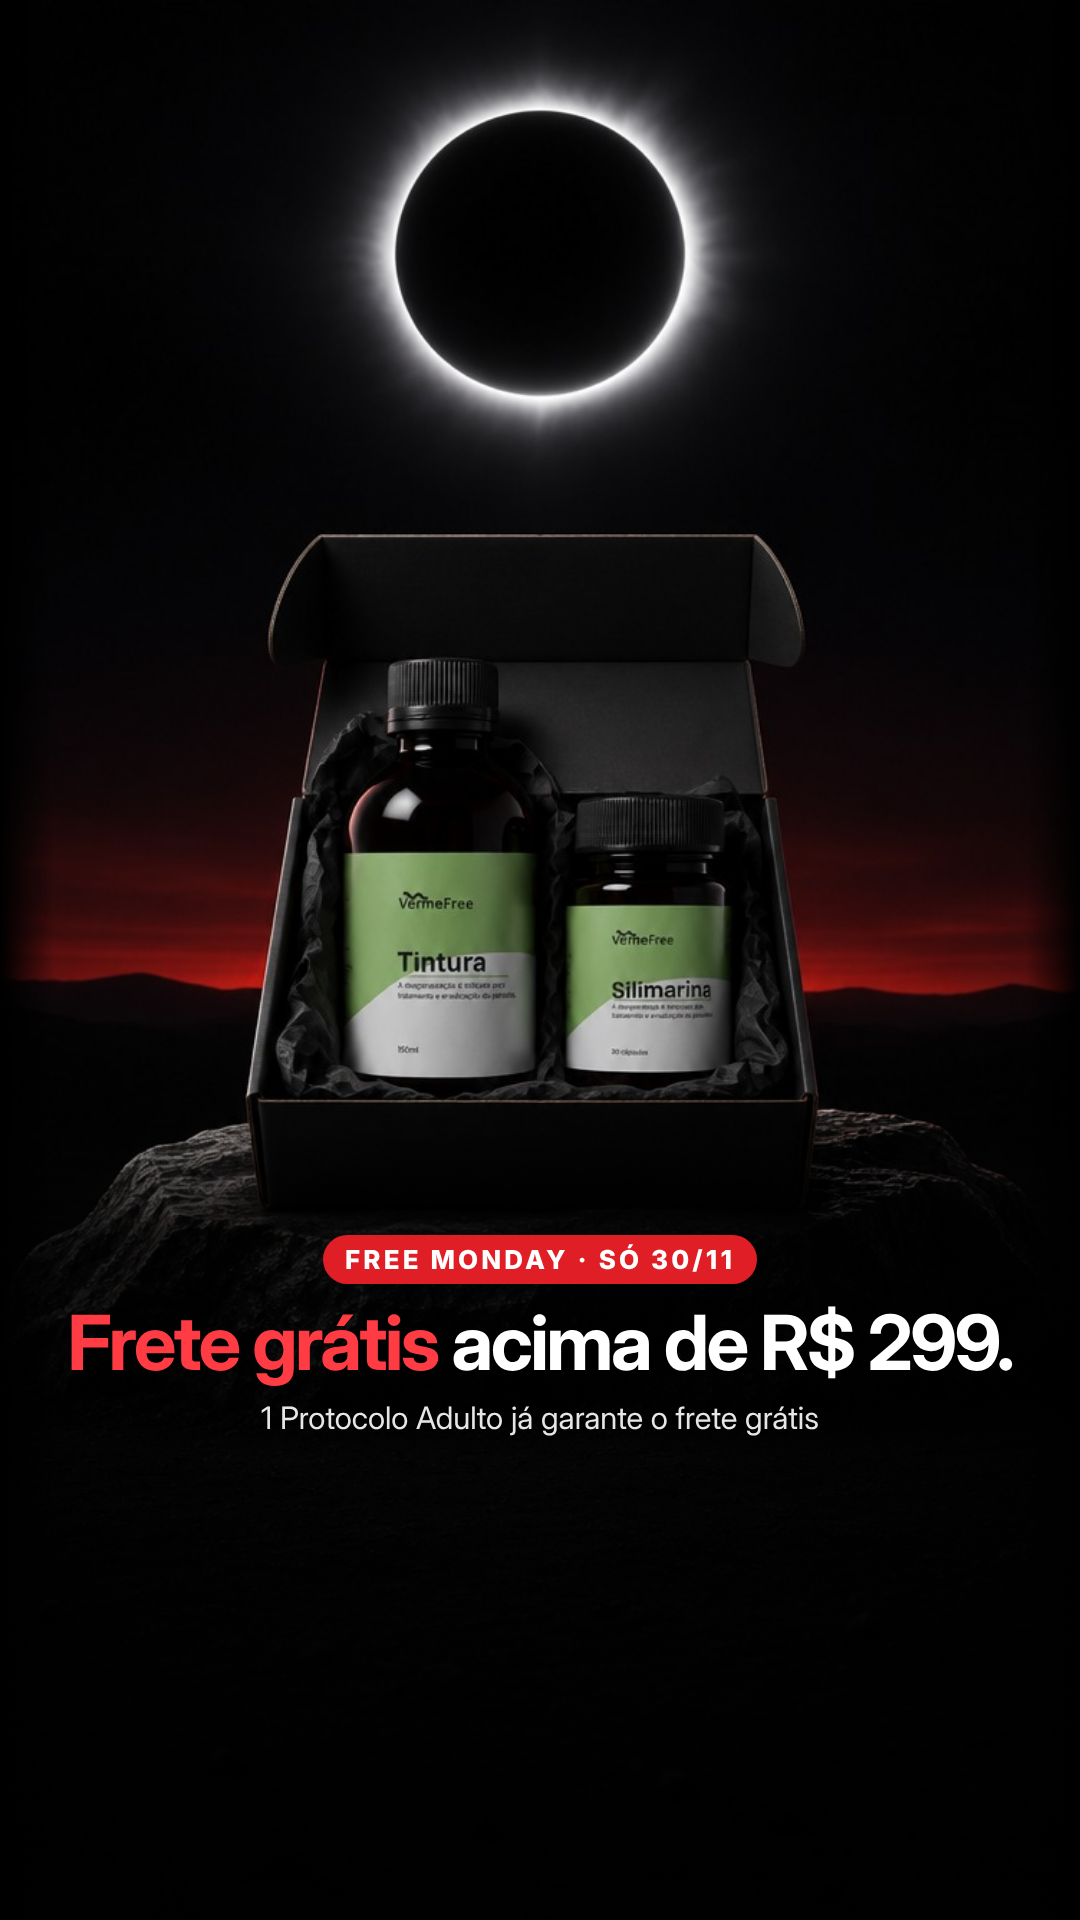 VermeFree
Tintura
150ml
VermeFree
Silimarina
30 cápsulas
FREE MONDAY · SÓ 30/11
Frete grátis acima de R$ 299.
1 Protocolo Adulto já garante o frete grátis